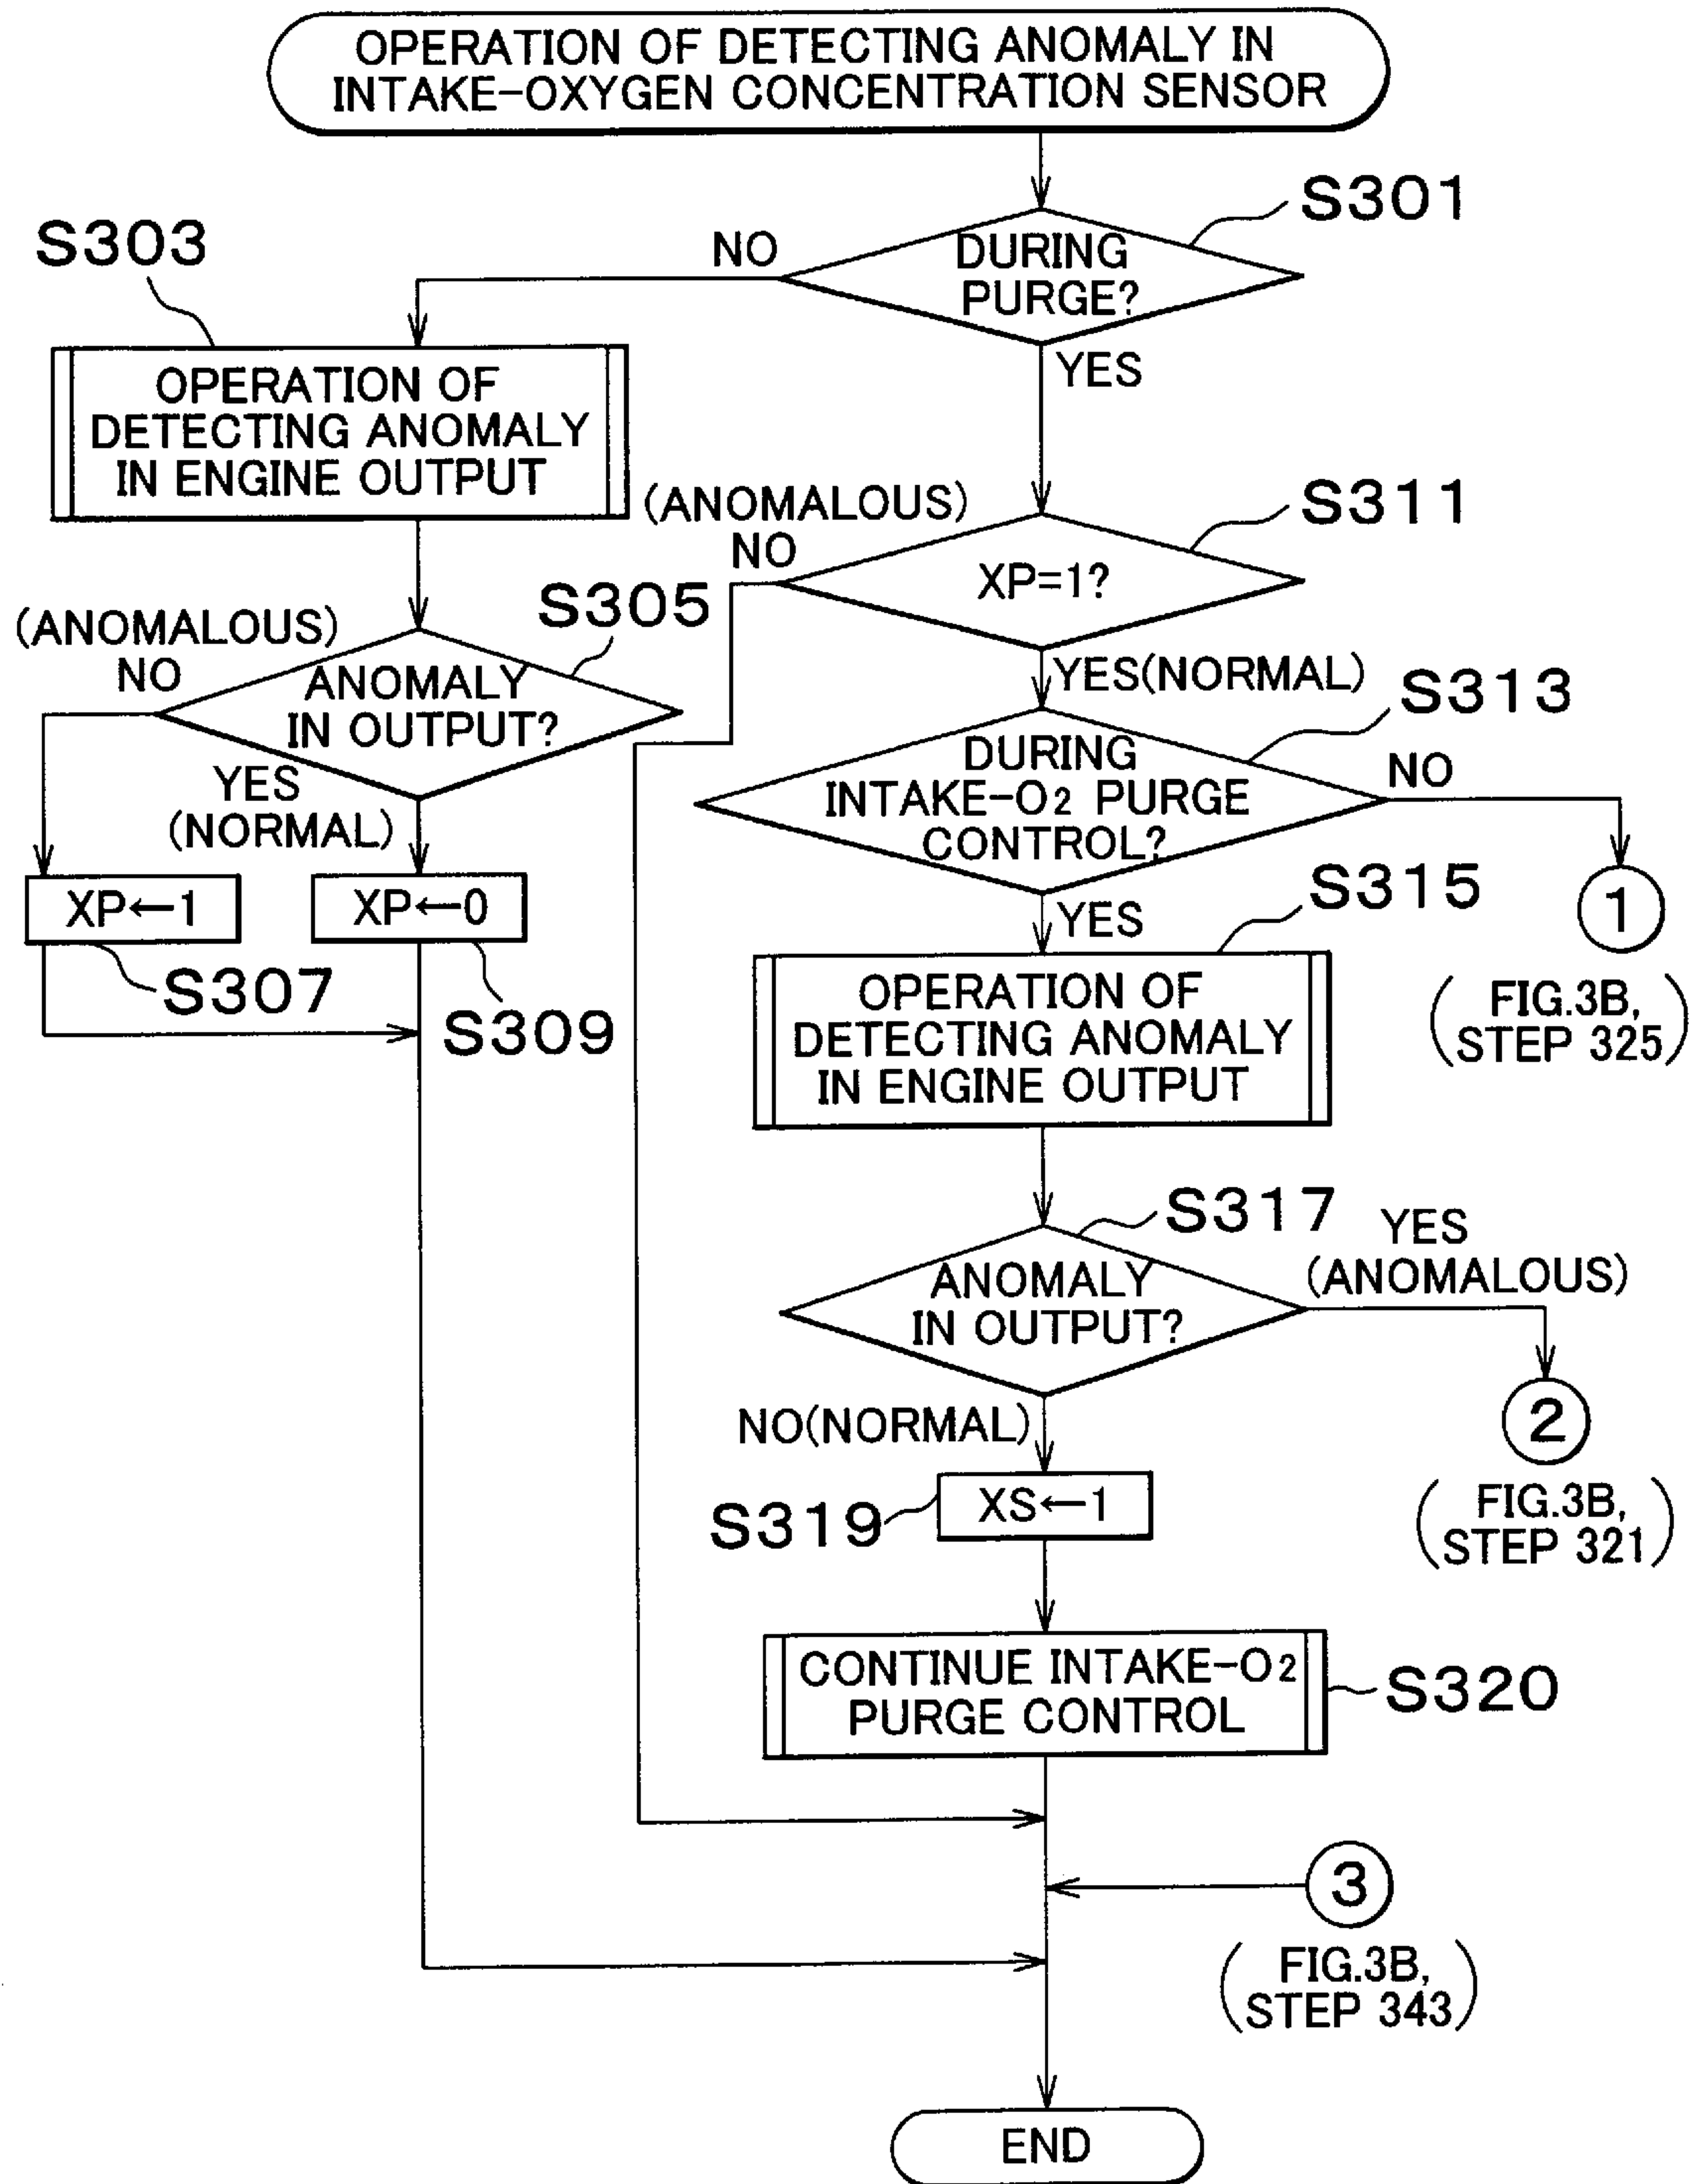 OPERATION OF DETECTING ANOMALY IN
INTAKE-OXYGEN CONCENTRATION SENSOR
S301
DURING
PURGE?
NO
YES
S303
OPERATION OF
DETECTING ANOMALY
IN ENGINE OUTPUT
S305
ANOMALY
IN OUTPUT?
(ANOMALOUS)
NO
YES
(NORMAL)
XP←1
S307
XP←0
S309
S311
XP=1?
(ANOMALOUS)
NO
YES(NORMAL)
S313
DURING
INTAKE-O2 PURGE
CONTROL?
NO
1
(FIG.3B,
STEP 325)
YES
S315
OPERATION OF
DETECTING ANOMALY
IN ENGINE OUTPUT
S317
ANOMALY
IN OUTPUT?
YES
(ANOMALOUS)
2
(FIG.3B,
STEP 321)
NO(NORMAL)
S319
XS←1
CONTINUE INTAKE-O2
PURGE CONTROL
S320
3
(FIG.3B,
STEP 343)
END